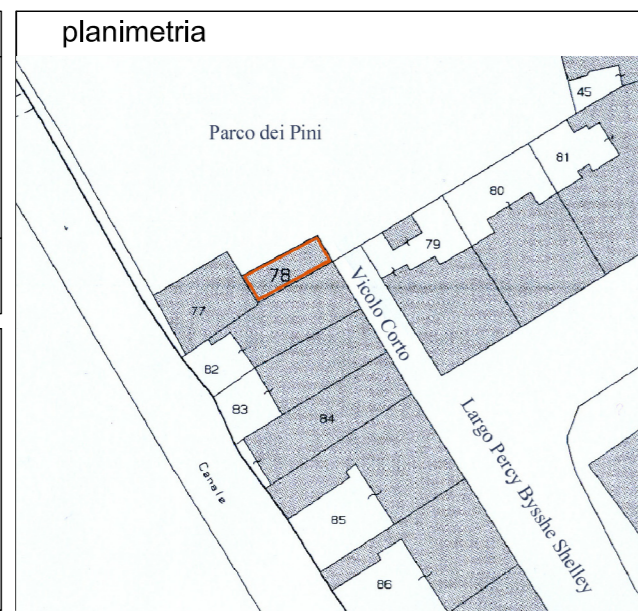 planimetria
45
Parco dei Pini
81
80
79
78
Vicolo Corto
77
82
83
84
Largo Percy Bysshe Shelley
Canale
85
86